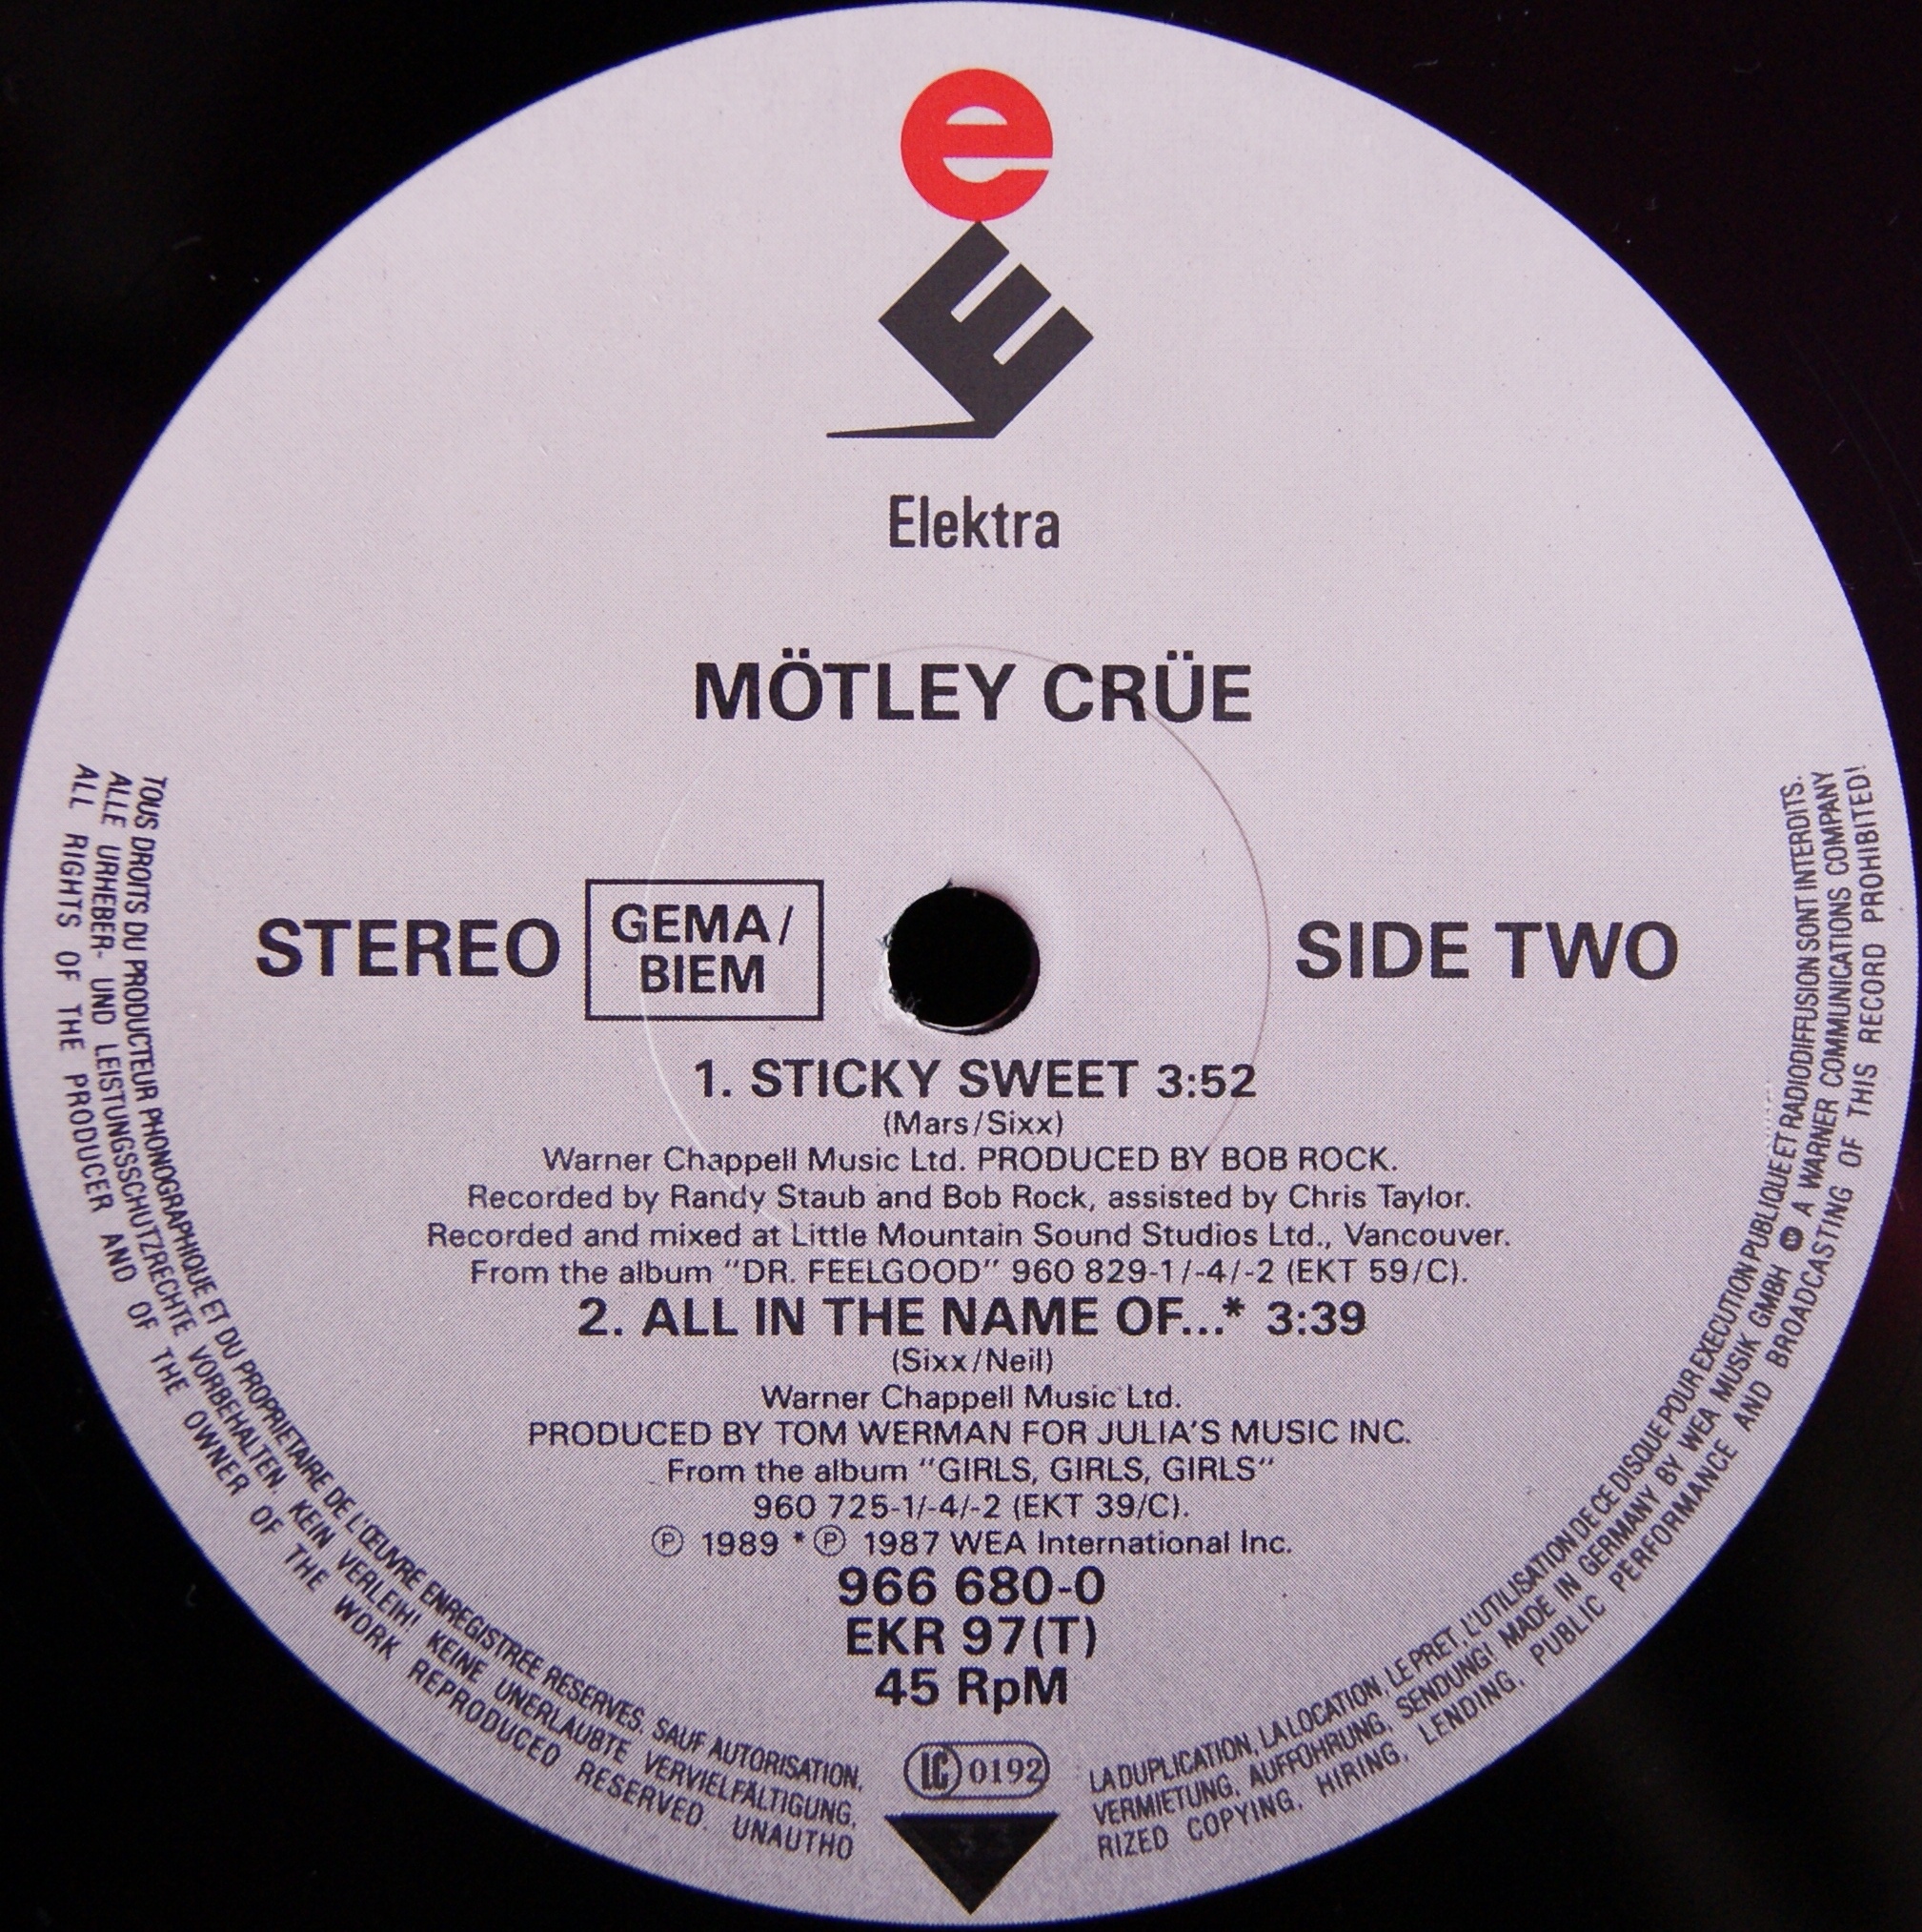 e
E
Elektra
MÖTLEY CRÜE
STEREO
GEMA/
BIEM
SIDE TWO
1. STICKY SWEET 3:52
(Mars/Sixx)
Warner Chappell Music Ltd. PRODUCED BY BOB ROCK.
Recorded by Randy Staub and Bob Rock, assisted by Chris Taylor.
Recorded and mixed at Little Mountain Sound Studios Ltd., Vancouver.
From the album "DR. FEELGOOD" 960 829-1/-4/-2 (EKT 59/C).
2. ALL IN THE NAME OF...* 3:39
(Sixx/Neil)
Warner Chappell Music Ltd.
PRODUCED BY TOM WERMAN FOR JULIA'S MUSIC INC.
From the album "GIRLS, GIRLS, GIRLS"
960 725-1/-4/-2 (EKT 39/C).
Ⓟ 1989 *Ⓟ 1987 WEA International Inc.
966 680-0
EKR 97(T)
45 RpM
LC 0192
33
TOUS DROITS DU PRODUCTEUR PHONOGRAPHIQUE ET DU PROPRIETAIRE DE L'ŒUVRE ENREGISTREE RESERVES. SAUF AUTORISATION, LA DUPLICATION, LA LOCATION, LE PRET, L'UTILISATION DE CE DISQUE POUR EXECUTION PUBLIQUE ET RADIODIFFUSION SONT INTERDITS.
ALLE URHEBER- UND LEISTUNGSSCHUTZRECHTE VORBEHALTEN. KEIN VERLEIH! KEINE UNERLAUBTE VERVIELFÄLTIGUNG, VERMIETUNG, AUFFÜHRUNG, SENDUNG! MADE IN GERMANY BY WEA MUSIK GMBH A WARNER COMMUNICATIONS COMPANY
ALL RIGHTS OF THE PRODUCER AND OF THE OWNER OF THE WORK REPRODUCED RESERVED. UNAUTHORIZED COPYING, HIRING, LENDING, PUBLIC PERFORMANCE AND BROADCASTING OF THIS RECORD PROHIBITED!